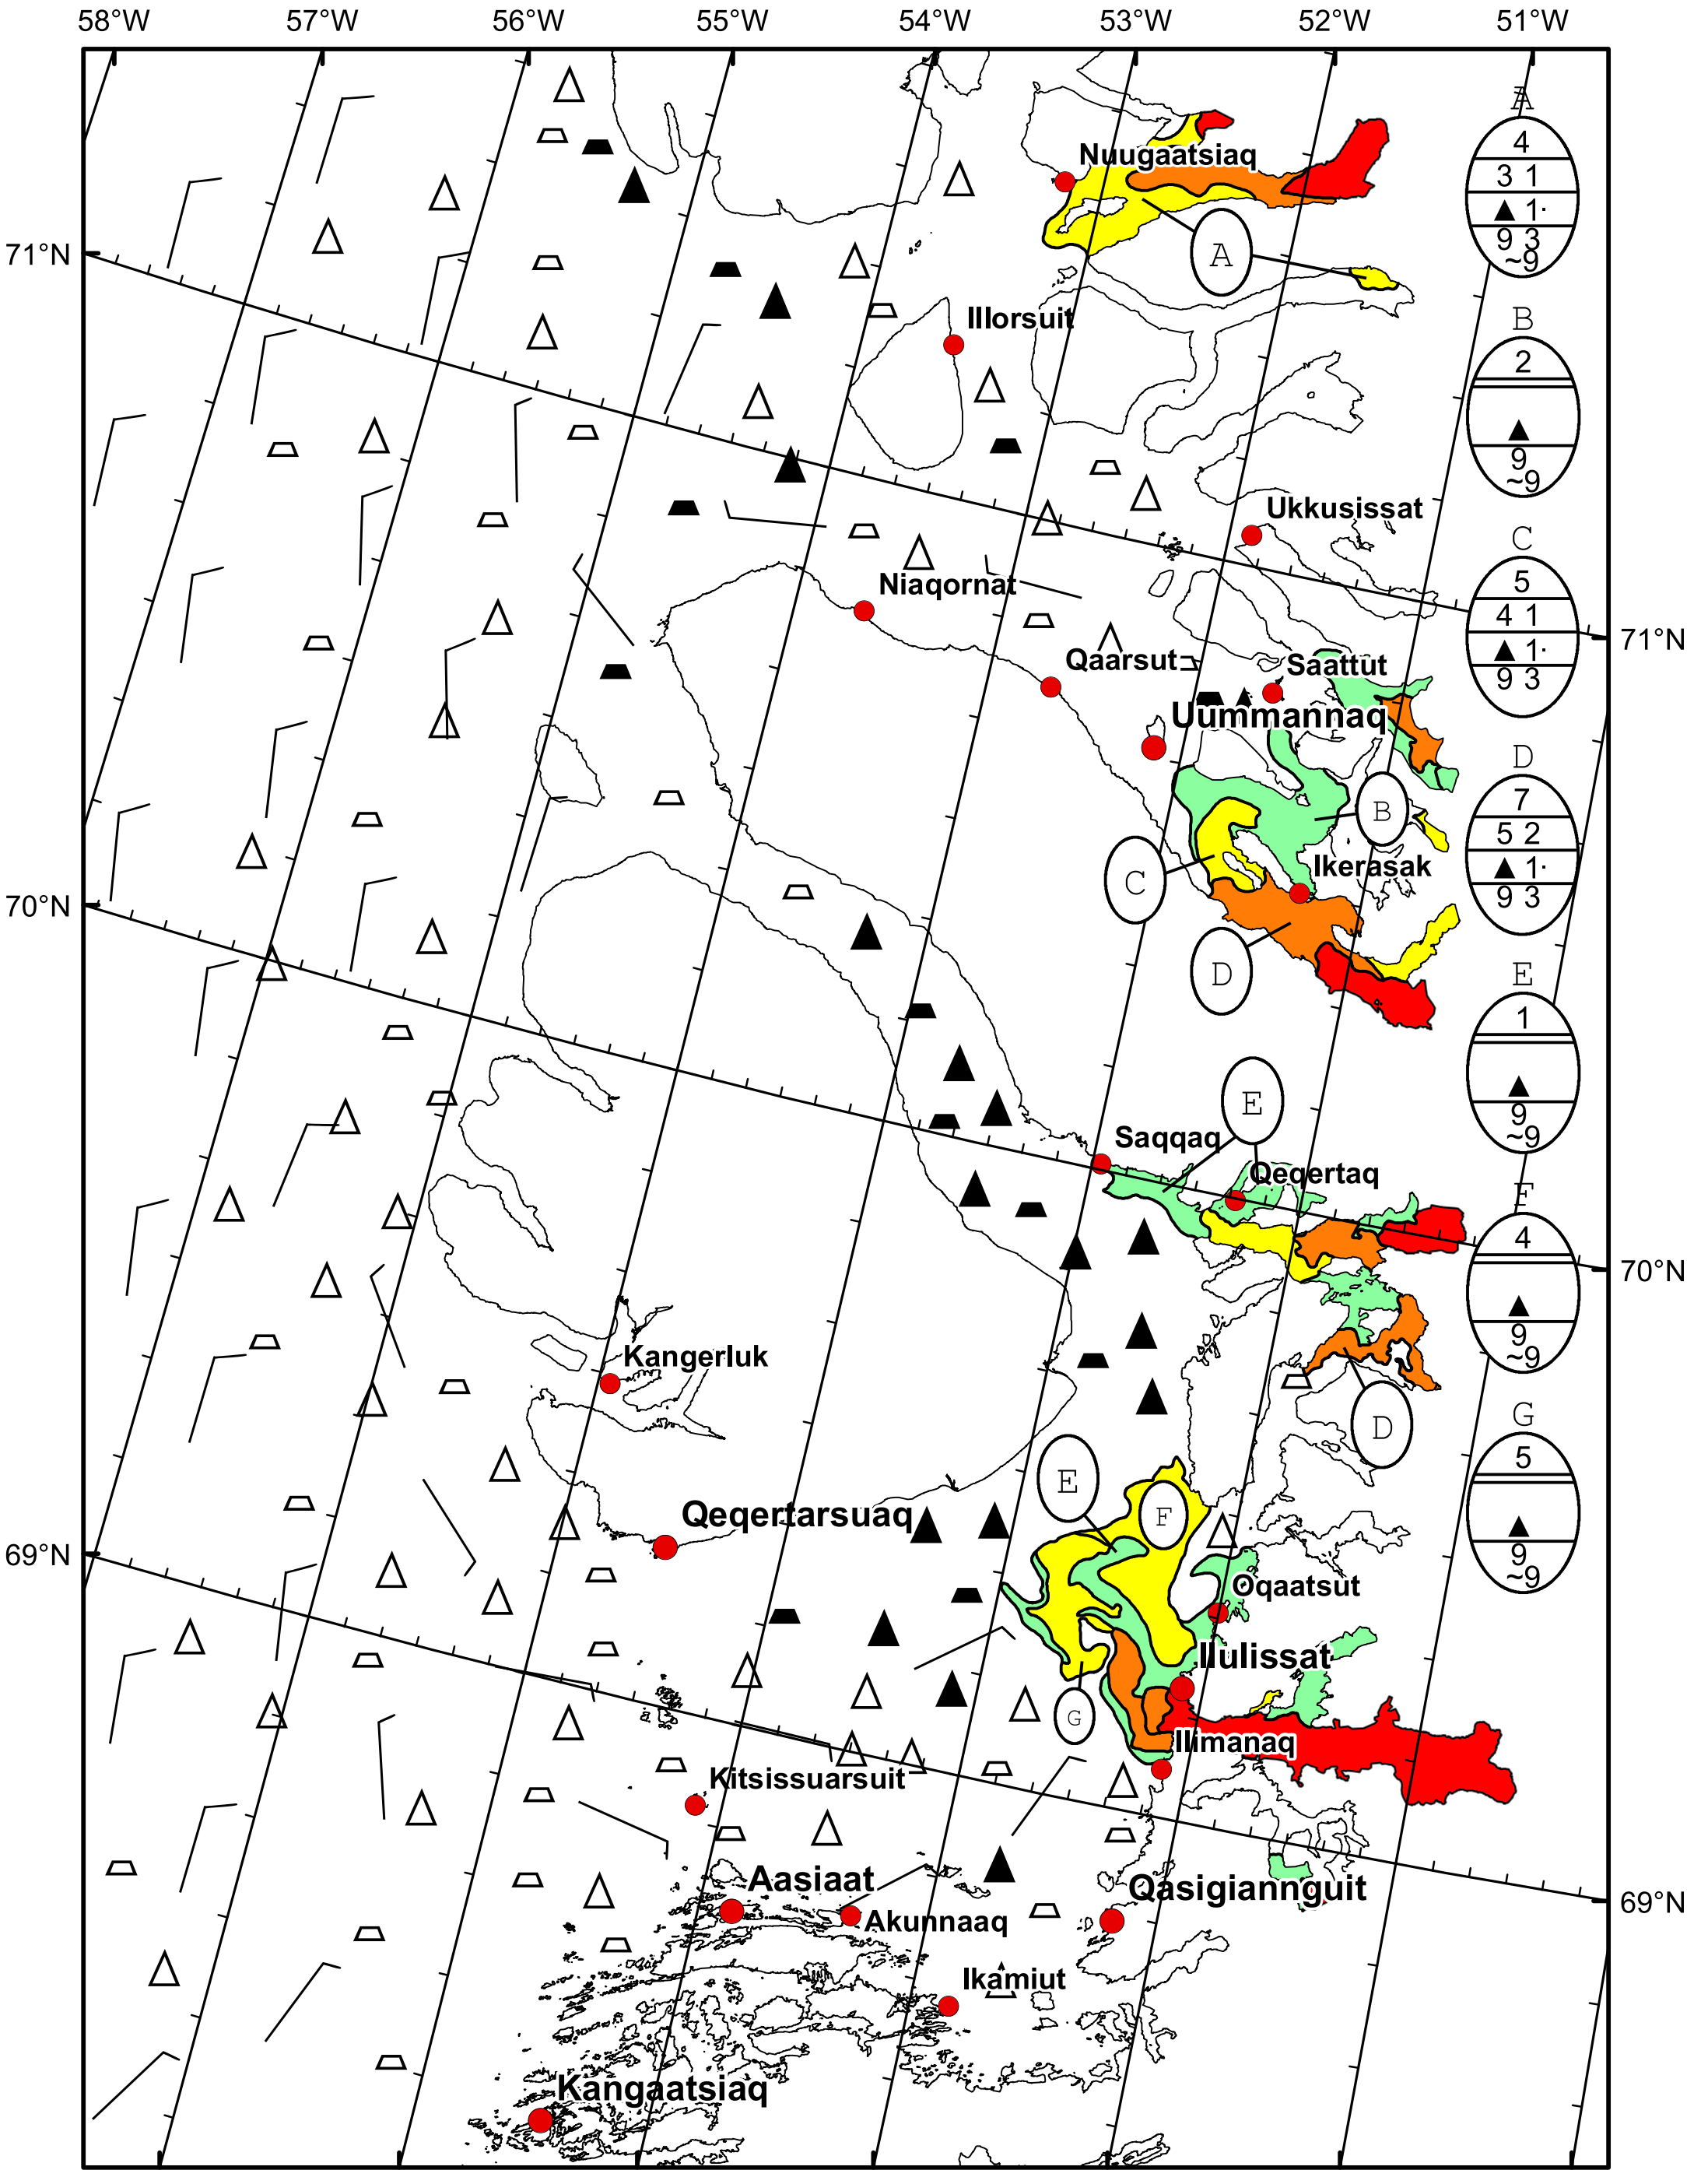 58°W 57°W 56°W 55°W 54°W 53°W 52°W 51°W
A
4
Nuugaatsiaq
3 1
▲ 1·
9 3
~9
71°N
A
B
Illorsuit
2
▲
9
~9
Ukkusissat
C
5
Niaqornat
4 1
71°N
▲ 1·
9 3
Qaarsut
Saattut
Uummannaq
D
7
B
5 2
Ikerasak
▲ 1·
C
9 3
70°N
D
E
1
▲
E
9
~9
Saqqaq
Qeqertaq
F
4
70°N
▲
9
~9
Kangerluk
D
G
5
E
Qeqertarsuaq
F
▲
9
~9
69°N
Oqaatsut
Ilulissat
G
Ilimanaq
Kitsissuarsuit
Aasiaat
Qasigiannguit
69°N
Akunnaaq
Ikamiut
Kangaatsiaq